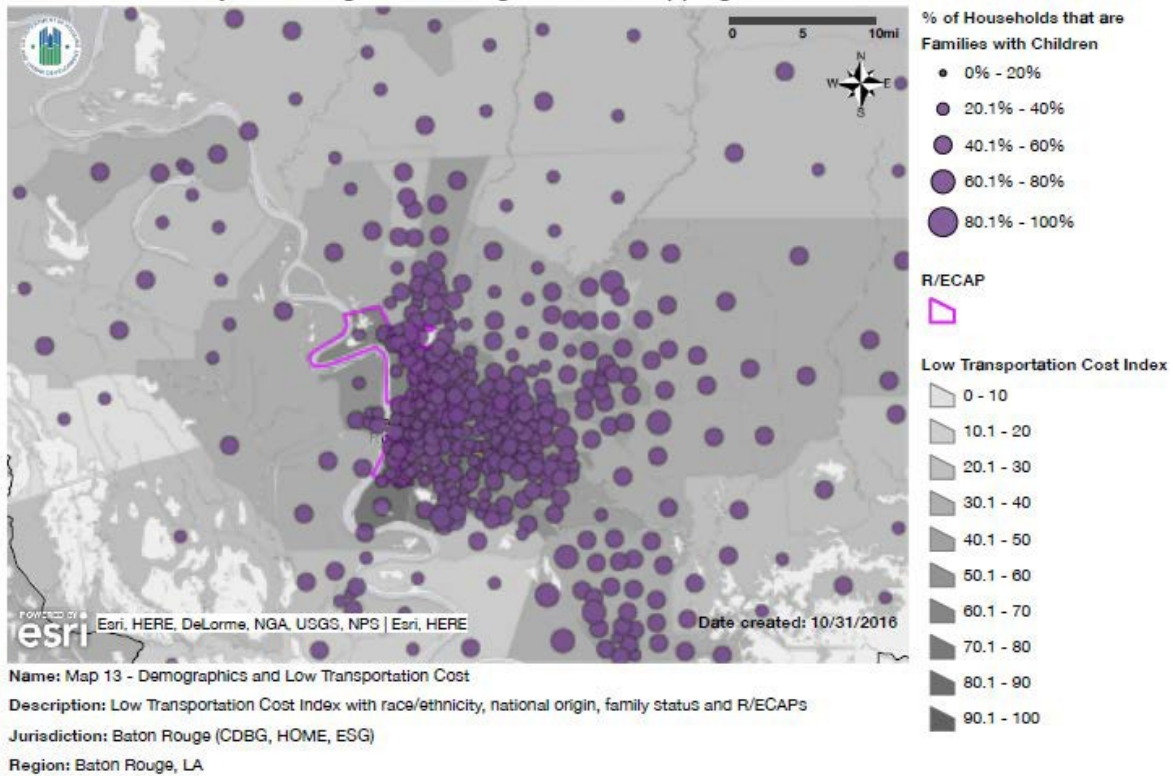 0 5 10mi
N
W E
S
% of Households that are
Families with Children
0% - 20%
20.1% - 40%
40.1% - 60%
60.1% - 80%
80.1% - 100%
R/ECAP
Low Transportation Cost Index
0 - 10
10.1 - 20
20.1 - 30
30.1 - 40
40.1 - 50
50.1 - 60
60.1 - 70
70.1 - 80
80.1 - 90
90.1 - 100
POWERED BY
esri
Esri, HERE, DeLorme, NGA, USGS, NPS | Esri, HERE
Date created: 10/31/2016
Name: Map 13 - Demographics and Low Transportation Cost
Description: Low Transportation Cost Index with race/ethnicity, national origin, family status and R/ECAPs
Jurisdiction: Baton Rouge (CDBG, HOME, ESG)
Region: Baton Rouge, LA